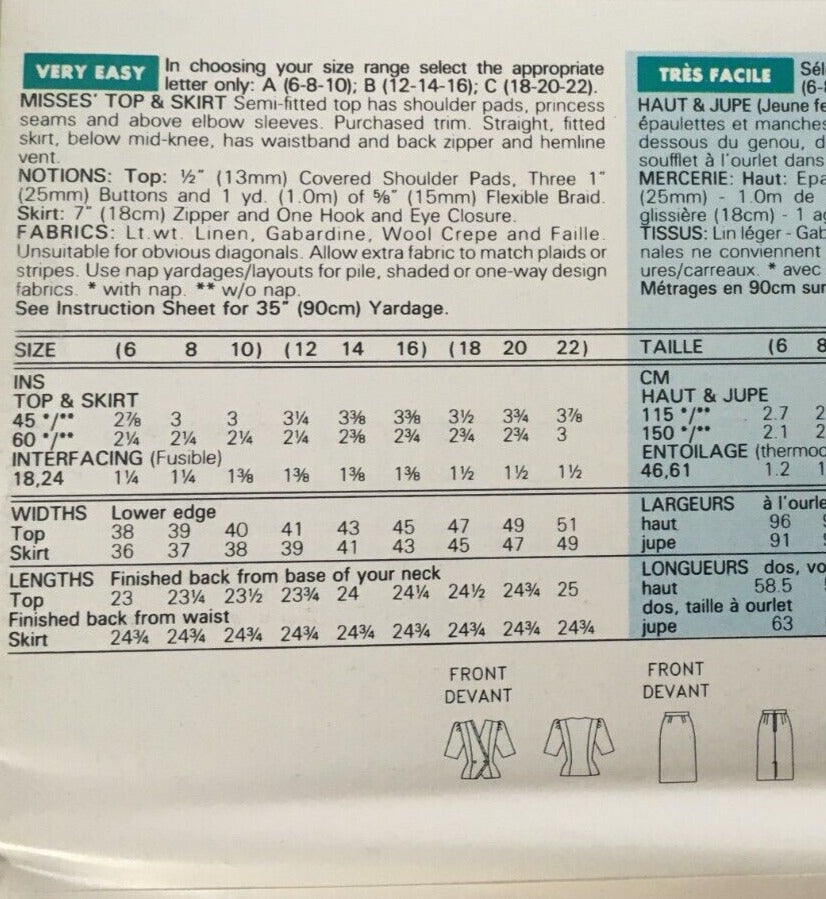 VERY EASY In choosing your size range select the appropriate
letter only: A (6-8-10); B (12-14-16); C (18-20-22).
MISSES' TOP & SKIRT Semi-fitted top has shoulder pads, princess
seams and above elbow sleeves. Purchased trim. Straight, fitted
skirt, below mid-knee, has waistband and back zipper and hemline
vent.
NOTIONS: Top: ½" (13mm) Covered Shoulder Pads, Three 1"
(25mm) Buttons and 1 yd. (1.0m) of ⅝" (15mm) Flexible Braid.
Skirt: 7" (18cm) Zipper and One Hook and Eye Closure.
FABRICS: Lt.wt. Linen, Gabardine, Wool Crepe and Faille.
Unsuitable for obvious diagonals. Allow extra fabric to match plaids or
stripes. Use nap yardages/layouts for pile, shaded or one-way design
fabrics. * with nap. ** w/o nap.
See Instruction Sheet for 35" (90cm) Yardage.
SIZE (6 8 10) (12 14 16) (18 20 22)
INS
TOP & SKIRT
45 */** 2⅞ 3 3 3¼ 3⅜ 3⅜ 3½ 3¾ 3⅞
60 */** 2¼ 2¼ 2¼ 2¼ 2⅜ 2¾ 2¾ 2¾ 3
INTERFACING (Fusible)
18,24 1¼ 1¼ 1⅜ 1⅜ 1⅜ 1⅜ 1½ 1½ 1½
WIDTHS Lower edge
Top 38 39 40 41 43 45 47 49 51
Skirt 36 37 38 39 41 43 45 47 49
LENGTHS Finished back from base of your neck
Top 23 23¼ 23½ 23¾ 24 24¼ 24½ 24¾ 25
Finished back from waist
Skirt 24¾ 24¾ 24¾ 24¾ 24¾ 24¾ 24¾ 24¾ 24¾
FRONT
DEVANT
TRÈS FACILE Sél
(6-
HAUT & JUPE (Jeune fe
épaulettes et manches
dessous du genou, d
soufflet à l'ourlet dans
MERCERIE: Haut: Epa
(25mm) - 1.0m de
glissière (18cm) - 1 ag
TISSUS: Lin léger - Gab
nales ne conviennent
ures/carreaux. * avec
Métrages en 90cm sur
TAILLE (6 8
CM
HAUT & JUPE
115 */** 2.7 2
150 */** 2.1 2
ENTOILAGE (thermoc
46,61 1.2 1
LARGEURS à l'ourle
haut 96
jupe 91
LONGUEURS dos, vo
haut 58.5
dos, taille à ourlet
jupe 63
FRONT
DEVANT